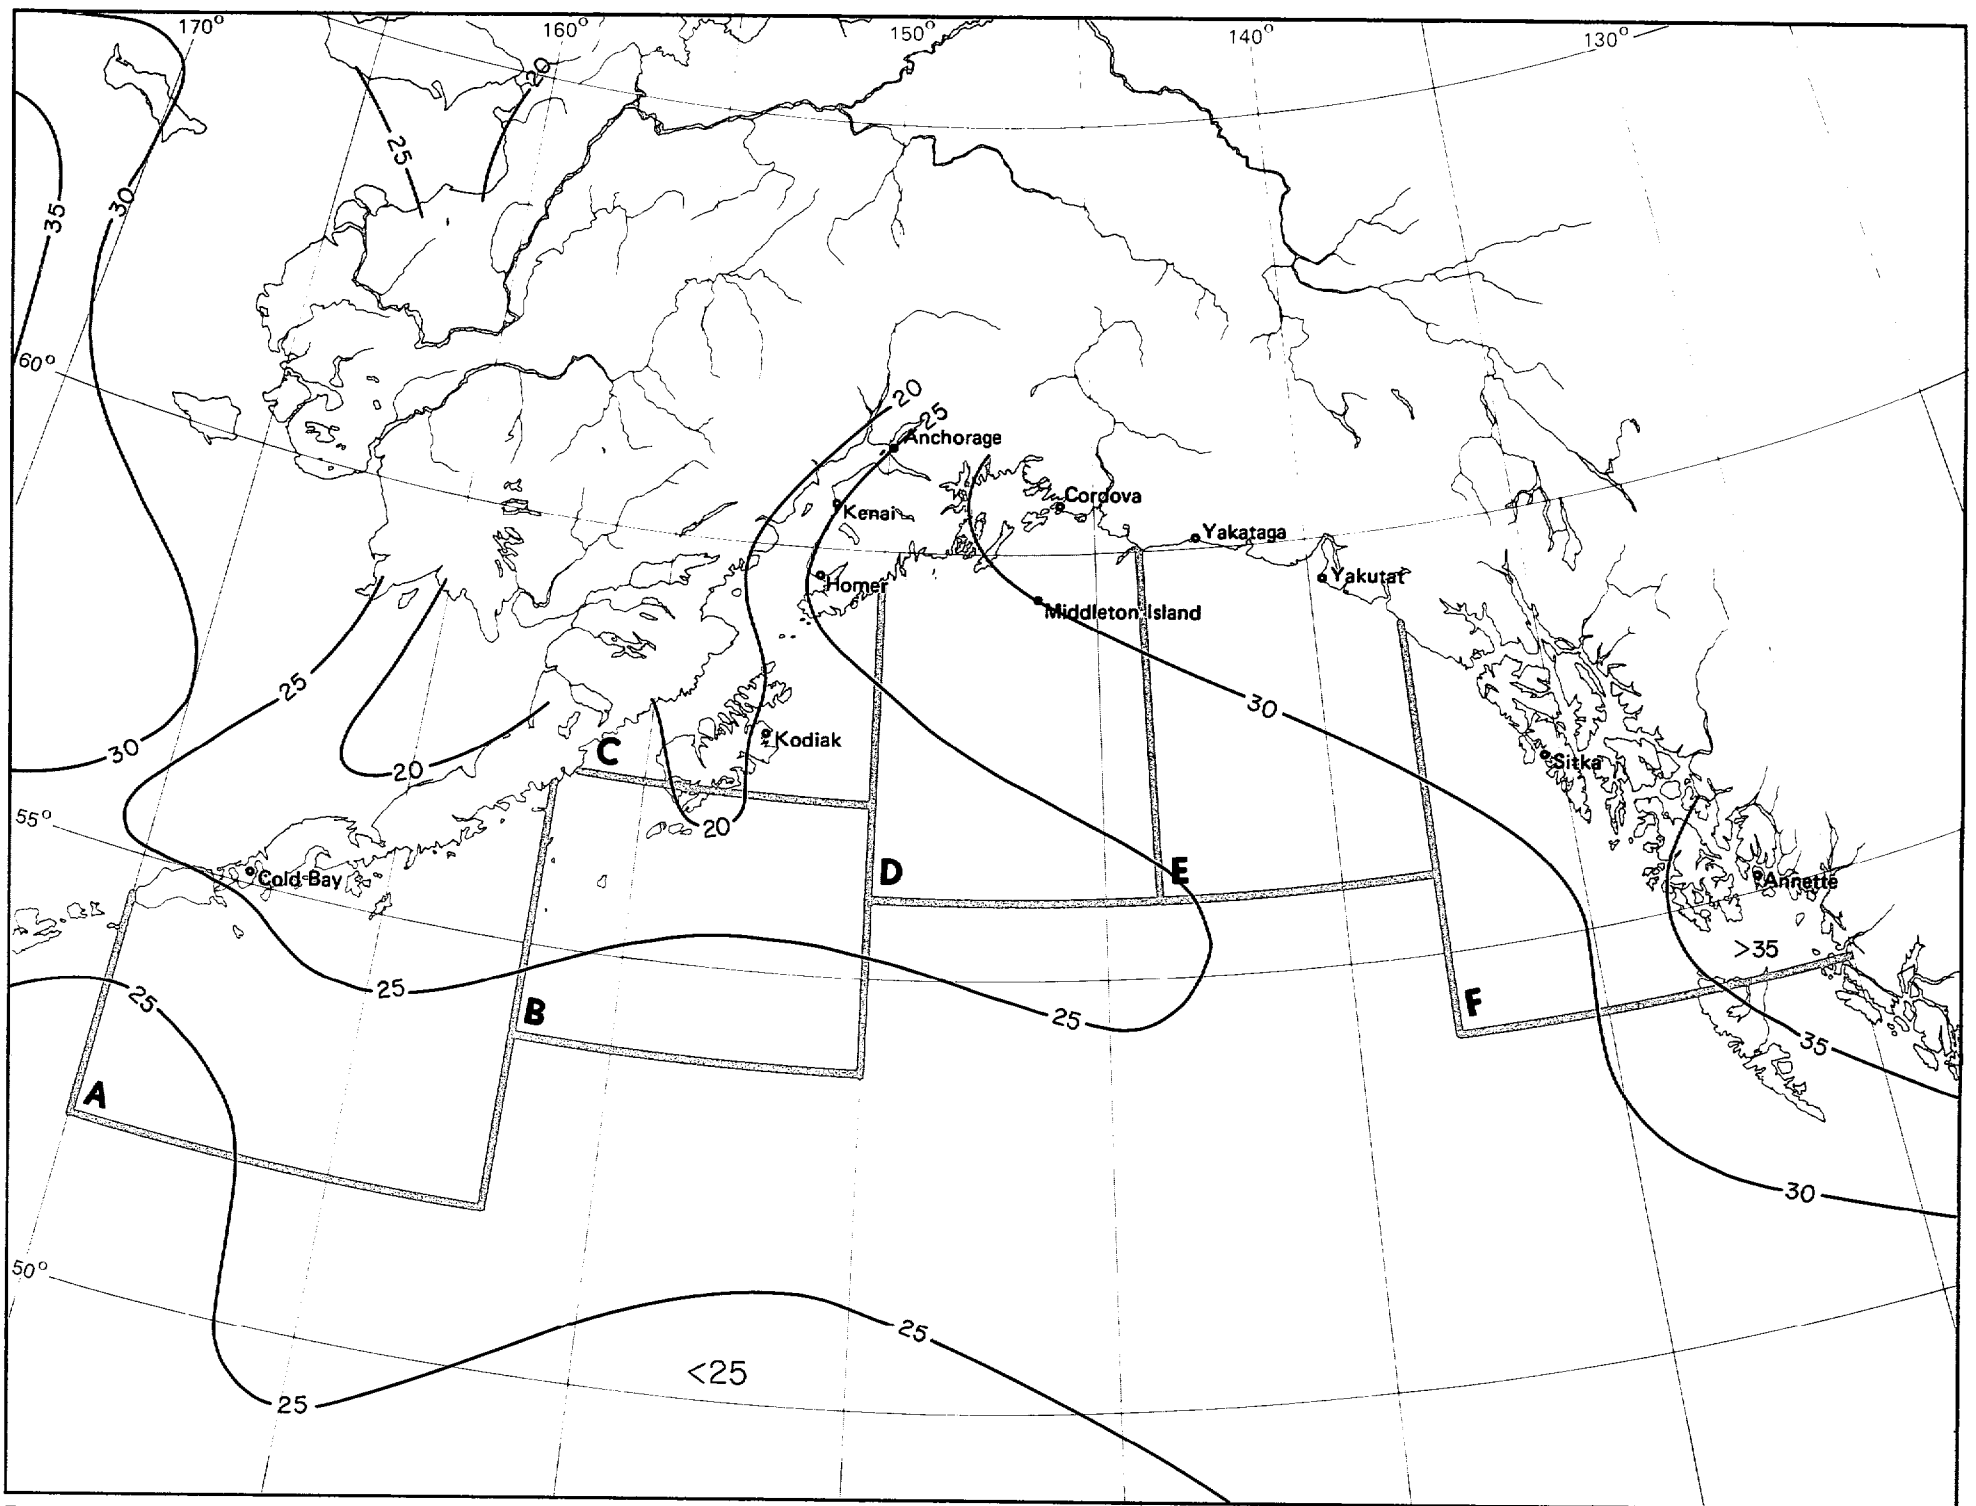 170°
160°
150°
140°
130°
20
25
30
35
60°
20
25
Anchorage
Kenai
Cordova
Yakataga
Homer
Yakutat
Middleton Island
25
30
C
Kodiak
30
20
Sitka
55°
20
Cold Bay
D
E
Annette
>35
25
25
B
25
F
35
A
30
50°
25
<25
25